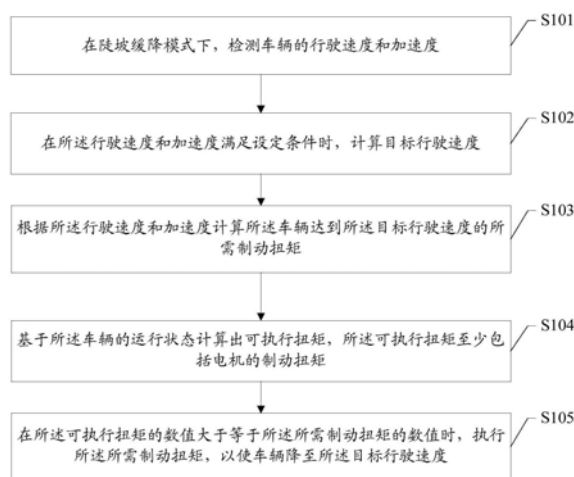 S101
在陡坡缓降模式下，检测车辆的行驶速度和加速度
S102
在所述行驶速度和加速度满足设定条件时，计算目标行驶速度
S103
根据所述行驶速度和加速度计算所述车辆达到所述目标行驶速度的所
需制动扭矩
S104
基于所述车辆的运行状态计算出可执行扭矩，所述可执行扭矩至少包
括电机的制动扭矩
S105
在所述可执行扭矩的数值大于等于所述所需制动扭矩的数值时，执行
所述所需制动扭矩，以使车辆降至所述目标行驶速度